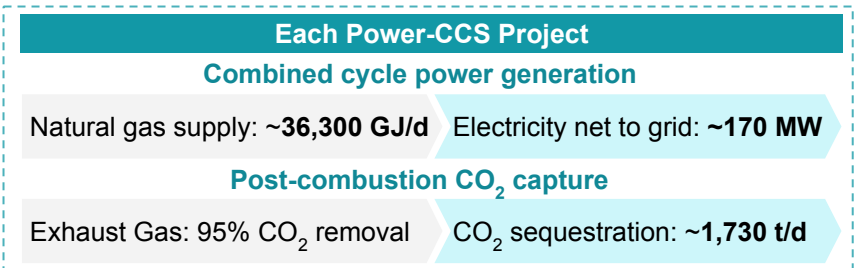 Each Power-CCS Project
Combined cycle power generation
Natural gas supply: ~36,300 GJ/d Electricity net to grid: ~170 MW
Post-combustion CO₂ capture
Exhaust Gas: 95% CO₂ removal CO₂ sequestration: ~1,730 t/d